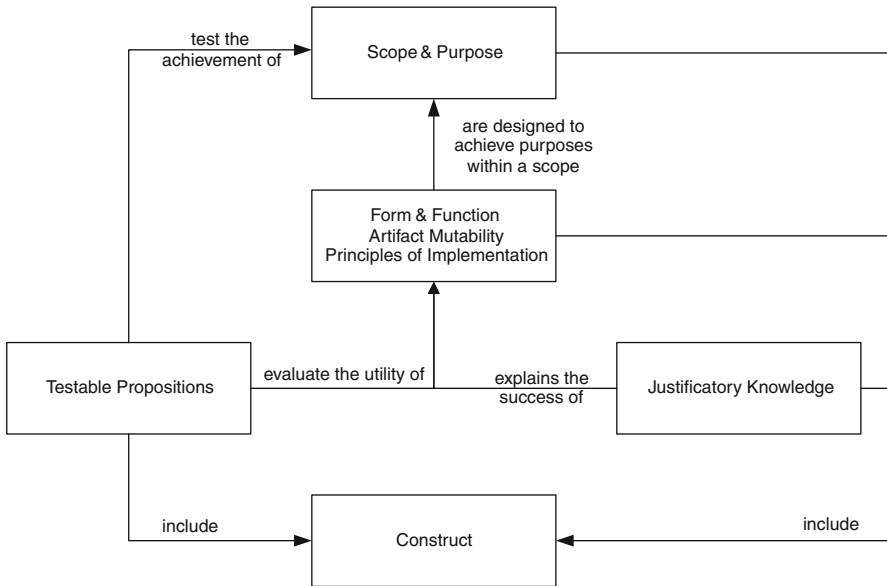 test the
achievement of
Scope & Purpose
are designed to
achieve purposes
within a scope
Form & Function
Artifact Mutability
Principles of Implementation
Testable Propositions
evaluate the utility of
explains the
success of
Justificatory Knowledge
include
Construct
include